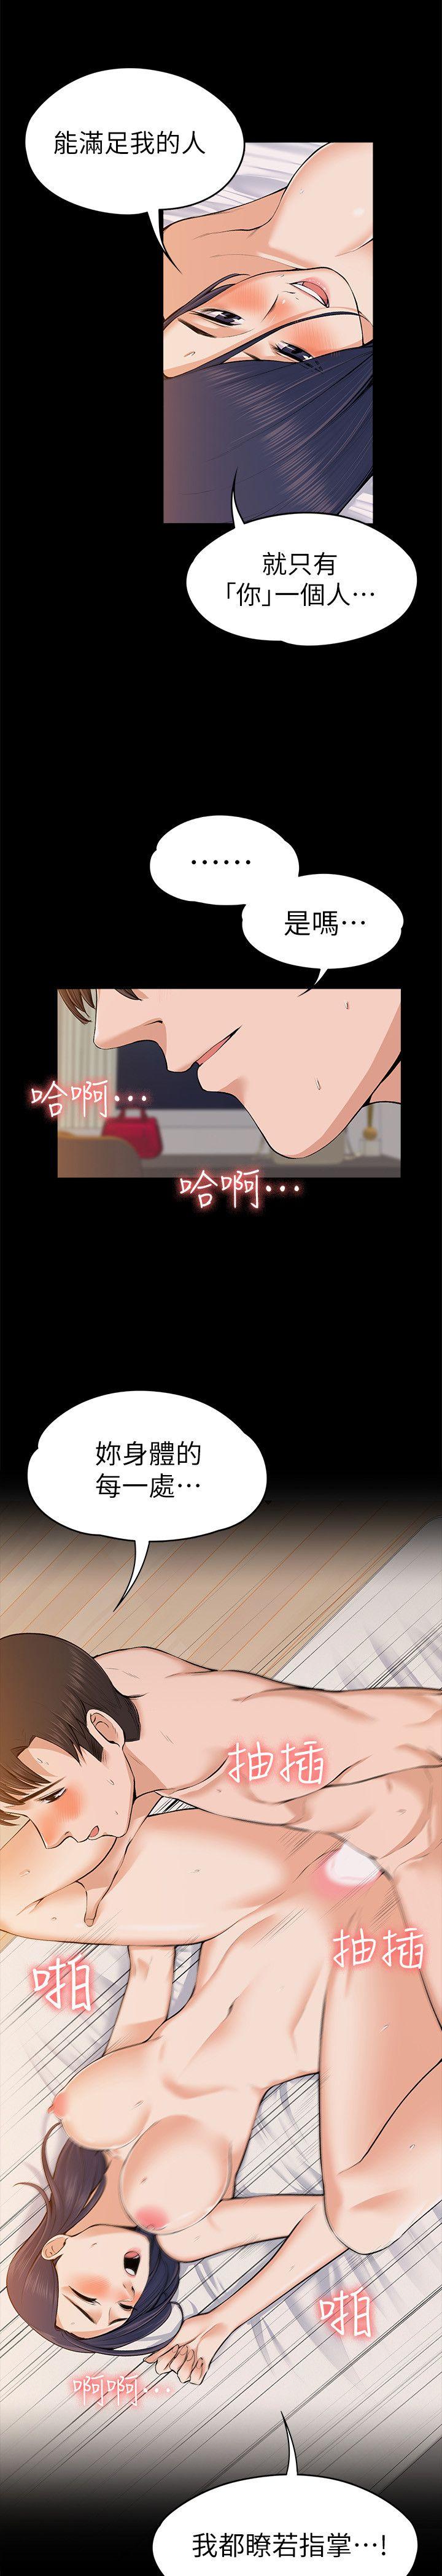 能滿足我的人
就只有
「你」一個人⋯
⋯⋯
是嗎⋯
哈啊⋯
哈啊⋯
妳身體的
每一處⋯
抽插
抽插
啪
啪
啊啊⋯
我都瞭若指掌⋯!